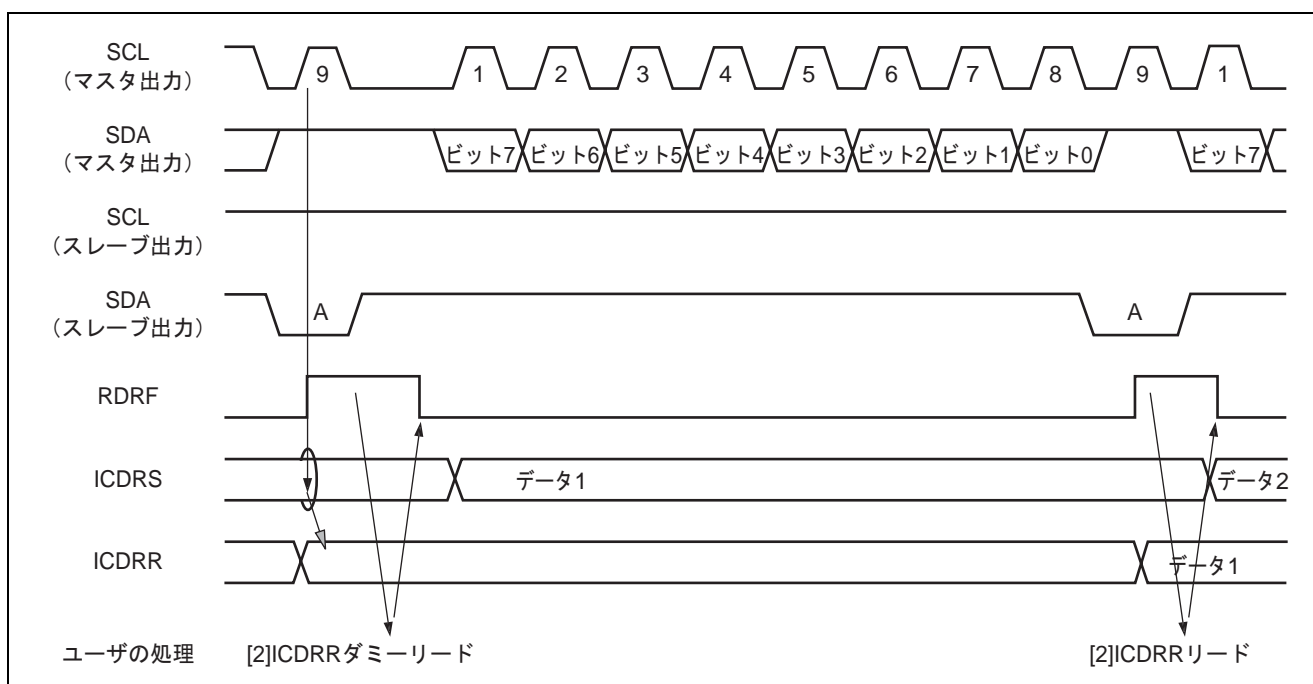 SCL
（マスタ出力）
9 1 2 3 4 5 6 7 8 9 1
SDA
（マスタ出力）
ビット7 ビット6 ビット5 ビット4 ビット3 ビット2 ビット1 ビット0 ビット7
SCL
（スレーブ出力）
SDA
（スレーブ出力）
A A
RDRF
ICDRS
データ1 データ2
ICDRR
データ1
ユーザの処理 [2]ICDRRダミーリード [2]ICDRRリード